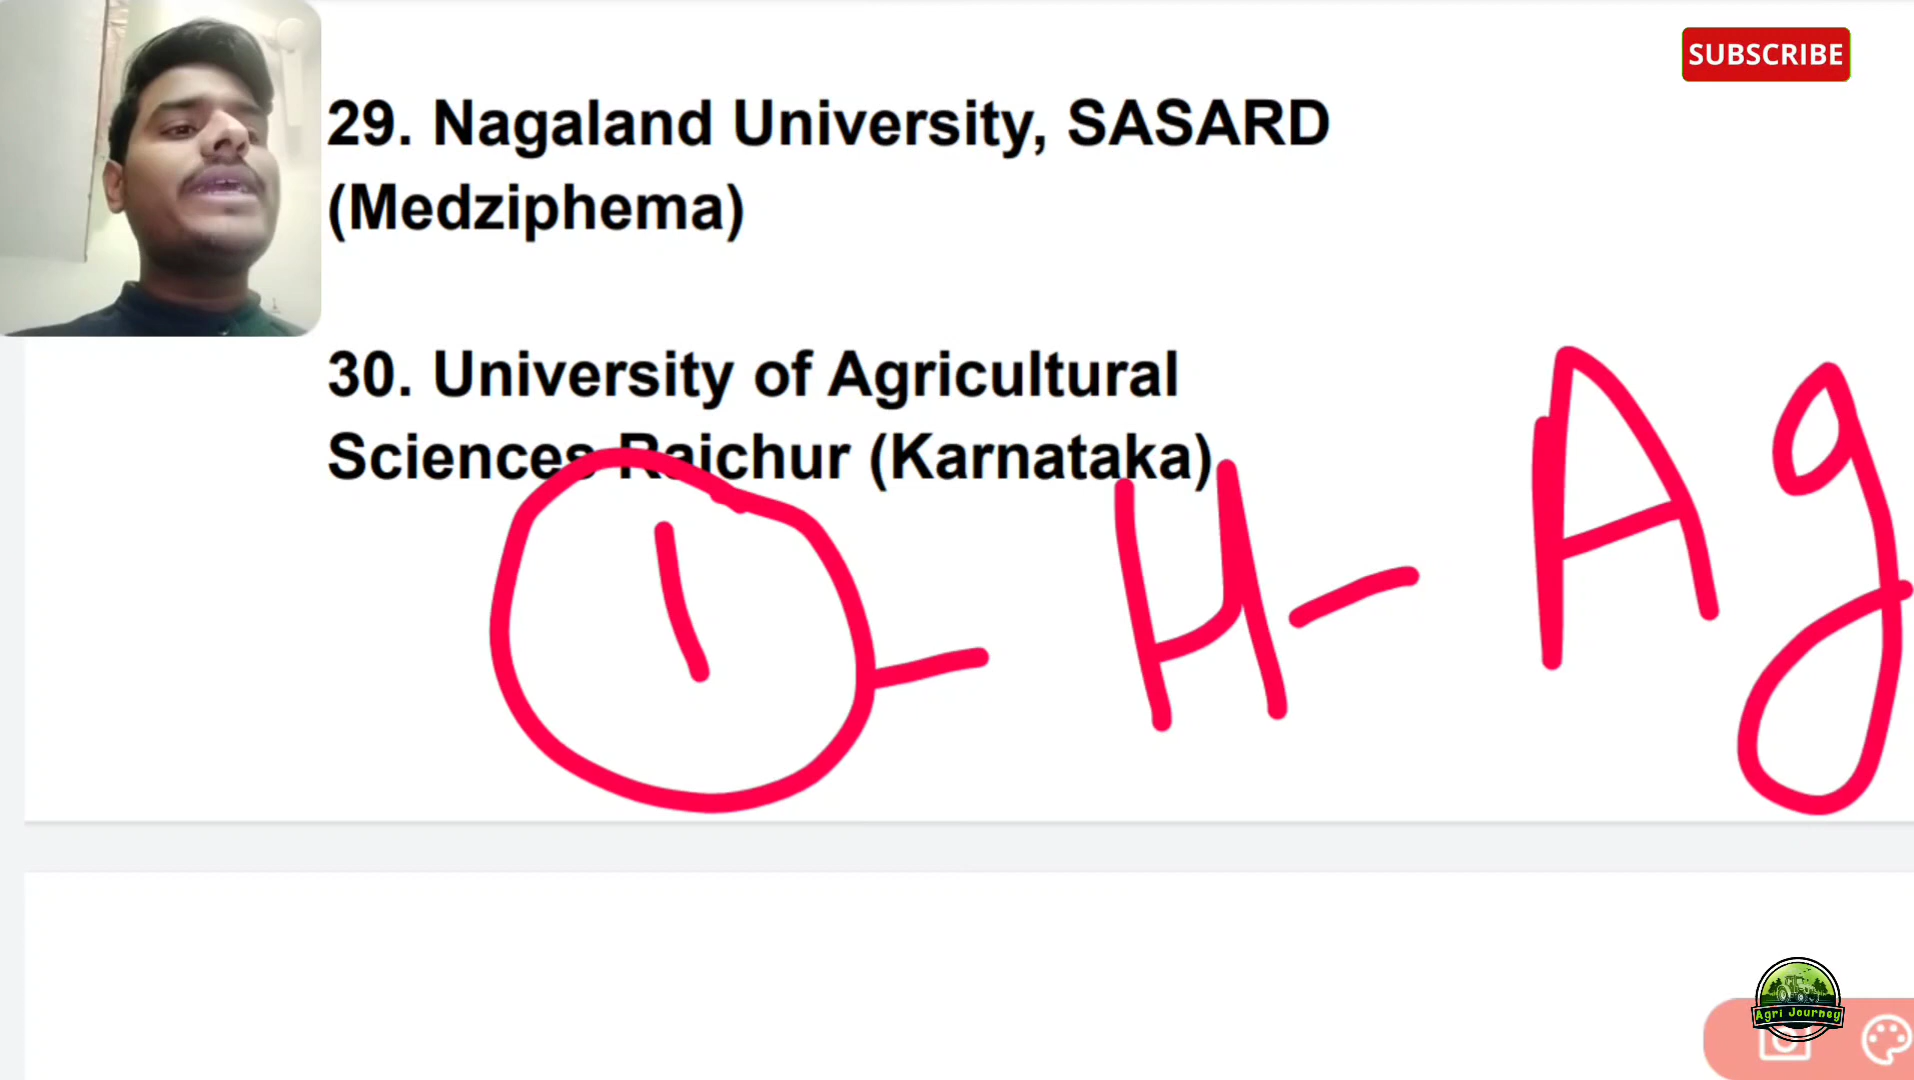 SUBSCRIBE
29. Nagaland University, SASARD
(Medziphema)
30. University of Agricultural
Sciences Raichur (Karnataka)
1 - H - Ag
Agri Journey